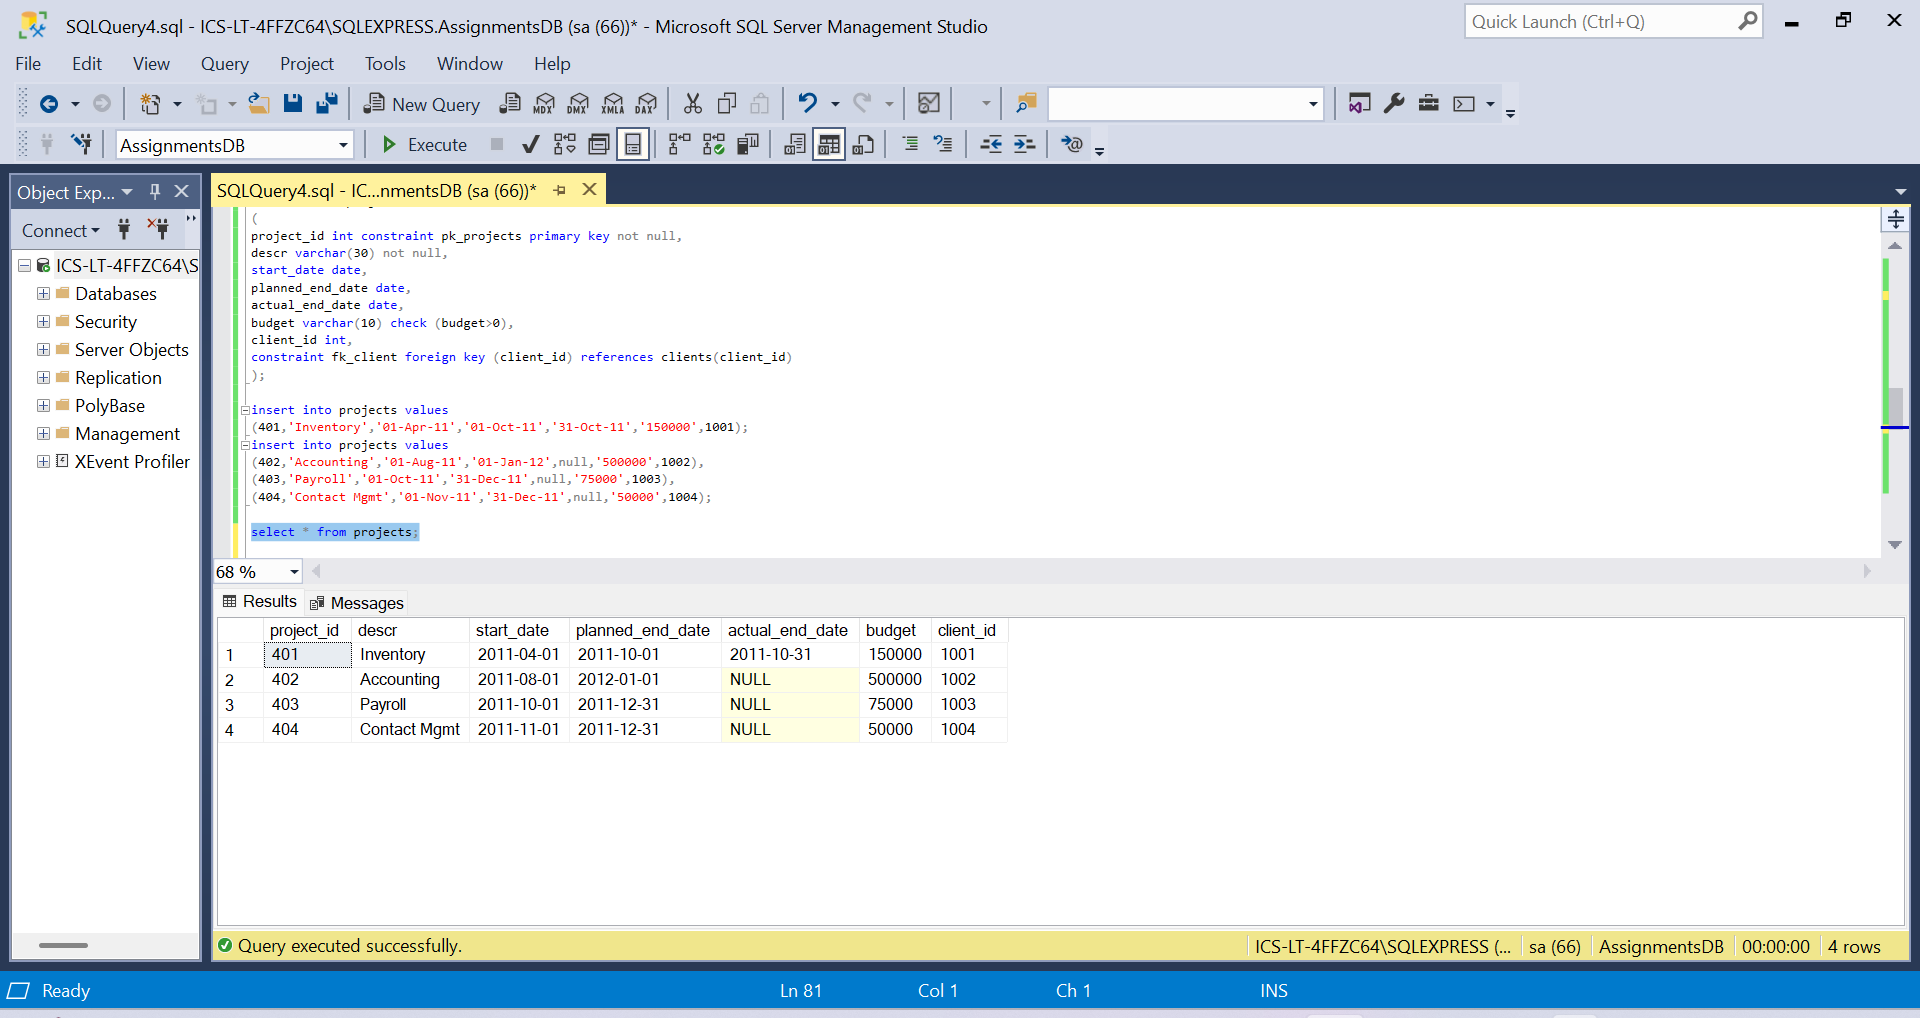 SQLQuery4.sql - ICS-LT-4FFZC64\SQLEXPRESS.AssignmentsDB (sa (66))* - Microsoft SQL Server Management Studio
Quick Launch (Ctrl+Q)
File Edit View Query Project Tools Window Help
New Query MDX DMX XMLA DAX
AssignmentsDB Execute
Object Exp... SQLQuery4.sql - IC...nmentsDB (sa (66))*
Connect
ICS-LT-4FFZC64\S
Databases
Security
Server Objects
Replication
PolyBase
Management
XEvent Profiler
(
project_id int constraint pk_projects primary key not null,
descr varchar(30) not null,
start_date date,
planned_end_date date,
actual_end_date date,
budget varchar(10) check (budget>0),
client_id int,
constraint fk_client foreign key (client_id) references clients(client_id)
);
insert into projects values
(401,'Inventory','01-Apr-11','01-Oct-11','31-Oct-11','150000',1001);
insert into projects values
(402,'Accounting','01-Aug-11','01-Jan-12',null,'500000',1002),
(403,'Payroll','01-Oct-11','31-Dec-11',null,'75000',1003),
(404,'Contact Mgmt','01-Nov-11','31-Dec-11',null,'50000',1004);
select * from projects;
68 %
Results Messages
project_id descr start_date planned_end_date actual_end_date budget client_id
1 401 Inventory 2011-04-01 2011-10-01 2011-10-31 150000 1001
2 402 Accounting 2011-08-01 2012-01-01 NULL 500000 1002
3 403 Payroll 2011-10-01 2011-12-31 NULL 75000 1003
4 404 Contact Mgmt 2011-11-01 2011-12-31 NULL 50000 1004
Query executed successfully. ICS-LT-4FFZC64\SQLEXPRESS (... sa (66) AssignmentsDB 00:00:00 4 rows
Ready Ln 81 Col 1 Ch 1 INS